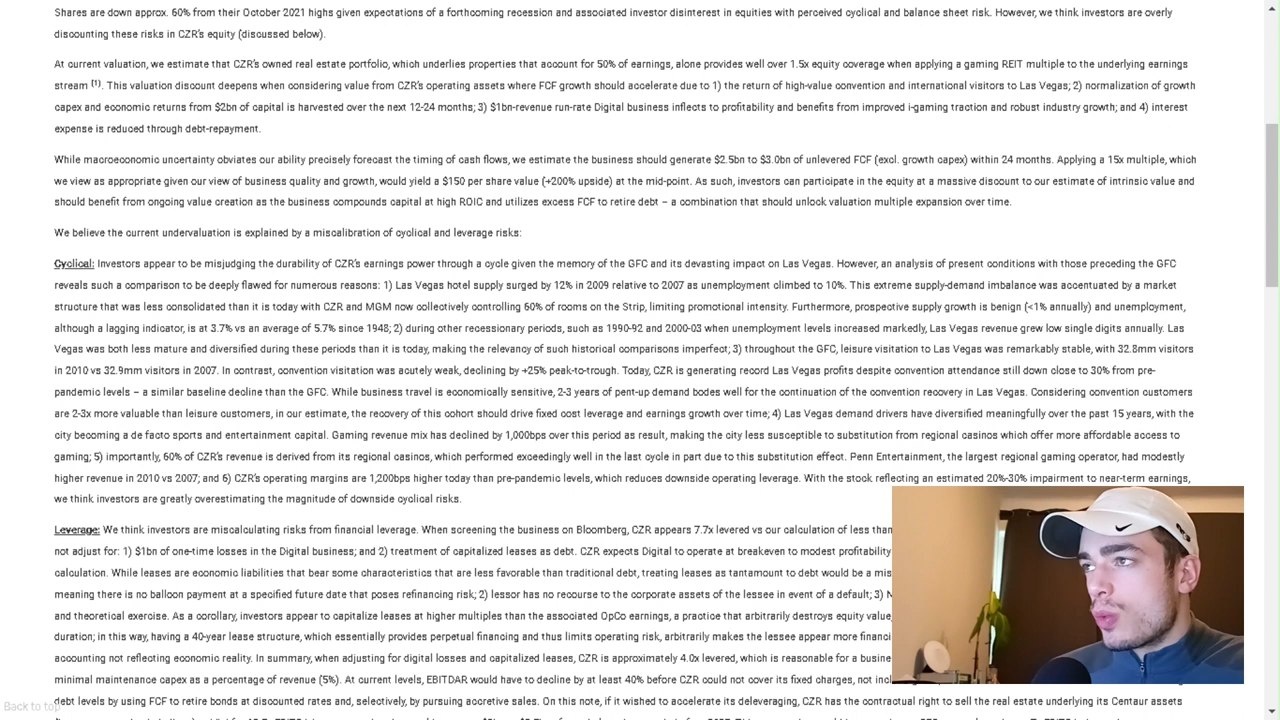 Shares are down approx. 60% from their October 2021 highs given expectations of a forthcoming recession and associated investor disinterest in equities with perceived cyclical and balance sheet risk. However, we think investors are overly
discounting these risks in CZR's equity (discussed below).
At current valuation, we estimate that CZR's owned real estate portfolio, which underlies properties that account for 50% of earnings, alone provides well over 1.5x equity coverage when applying a gaming REIT multiple to the underlying earnings
stream [1]. This valuation discount deepens when considering value from CZR's operating assets where FCF growth should accelerate due to 1) the return of high-value convention and international visitors to Las Vegas; 2) normalization of growth
capex and economic returns from $2bn of capital is harvested over the next 12-24 months; 3) $1bn-revenue run-rate Digital business inflects to profitability and benefits from improved i-gaming traction and robust industry growth; and 4) interest
expense is reduced through debt-repayment.
While macroeconomic uncertainty obviates our ability precisely forecast the timing of cash flows, we estimate the business should generate $2.5bn to $3.0bn of unlevered FCF (excl. growth capex) within 24 months. Applying a 15x multiple, which
we view as appropriate given our view of business quality and growth, would yield a $150 per share value (+200% upside) at the mid-point. As such, investors can participate in the equity at a massive discount to our estimate of intrinsic value and
should benefit from ongoing value creation as the business compounds capital at high ROIC and utilizes excess FCF to retire debt – a combination that should unlock valuation multiple expansion over time.
We believe the current undervaluation is explained by a miscalibration of cyclical and leverage risks:
Cyclical: Investors appear to be misjudging the durability of CZR's earnings power through a cycle given the memory of the GFC and its devasting impact on Las Vegas. However, an analysis of present conditions with those preceding the GFC
reveals such a comparison to be deeply flawed for numerous reasons: 1) Las Vegas hotel supply surged by 12% in 2009 relative to 2007 as unemployment climbed to 10%. This extreme supply-demand imbalance was accentuated by a market
structure that was less consolidated than it is today with CZR and MGM now collectively controlling 60% of rooms on the Strip, limiting promotional intensity. Furthermore, prospective supply growth is benign (<1% annually) and unemployment,
although a lagging indicator, is at 3.7% vs an average of 5.7% since 1948; 2) during other recessionary periods, such as 1990-92 and 2000-03 when unemployment levels increased markedly, Las Vegas revenue grew low single digits annually. Las
Vegas was both less mature and diversified during these periods than it is today, making the relevancy of such historical comparisons imperfect; 3) throughout the GFC, leisure visitation to Las Vegas was remarkably stable, with 32.8mm visitors
in 2010 vs 32.9mm visitors in 2007. In contrast, convention visitation was acutely weak, declining by +25% peak-to-trough. Today, CZR is generating record Las Vegas profits despite convention attendance still down close to 30% from pre-
pandemic levels – a similar baseline decline than the GFC. While business travel is economically sensitive, 2-3 years of pent-up demand bodes well for the continuation of the convention recovery in Las Vegas. Considering convention customers
are 2-3x more valuable than leisure customers, in our estimate, the recovery of this cohort should drive fixed cost leverage and earnings growth over time; 4) Las Vegas demand drivers have diversified meaningfully over the past 15 years, with the
city becoming a de facto sports and entertainment capital. Gaming revenue mix has declined by 1,000bps over this period as result, making the city less susceptible to substitution from regional casinos which offer more affordable access to
gaming; 5) importantly, 60% of CZR's revenue is derived from its regional casinos, which performed exceedingly well in the last cycle in part due to this substitution effect. Penn Entertainment, the largest regional gaming operator, had modestly
higher revenue in 2010 vs 2007; and 6) CZR's operating margins are 1,200bps higher today than pre-pandemic levels, which reduces downside operating leverage. With the stock reflecting an estimated 20%-30% impairment to near-term earnings,
we think investors are greatly overestimating the magnitude of downside cyclical risks.
Leverage: We think investors are miscalculating risks from financial leverage. When screening the business on Bloomberg, CZR appears 7.7x levered vs our calculation of less than
not adjust for: 1) $1bn of one-time losses in the Digital business; and 2) treatment of capitalized leases as debt. CZR expects Digital to operate at breakeven to modest profitability
calculation. While leases are economic liabilities that bear some characteristics that are less favorable than traditional debt, treating leases as tantamount to debt would be a mis
meaning there is no balloon payment at a specified future date that poses refinancing risk; 2) lessor has no recourse to the corporate assets of the lessee in event of a default; 3) N
and theoretical exercise. As a corollary, investors appear to capitalize leases at higher multiples than the associated OpCo earnings, a practice that arbitrarily destroys equity value
duration; in this way, having a 40-year lease structure, which essentially provides perpetual financing and thus limits operating risk, arbitrarily makes the lessee appear more financi
accounting not reflecting economic reality. In summary, when adjusting for digital losses and capitalized leases, CZR is approximately 4.0x levered, which is reasonable for a busine
minimal maintenance capex as a percentage of revenue (5%). At current levels, EBITDAR would have to decline by at least 40% before CZR could not cover its fixed charges, not incl
debt levels by using FCF to retire bonds at discounted rates and, selectively, by pursuing accretive sales. On this note, if it wished to accelerate its deleveraging, CZR has the contractual right to sell the real estate underlying its Centaur assets
Back to top